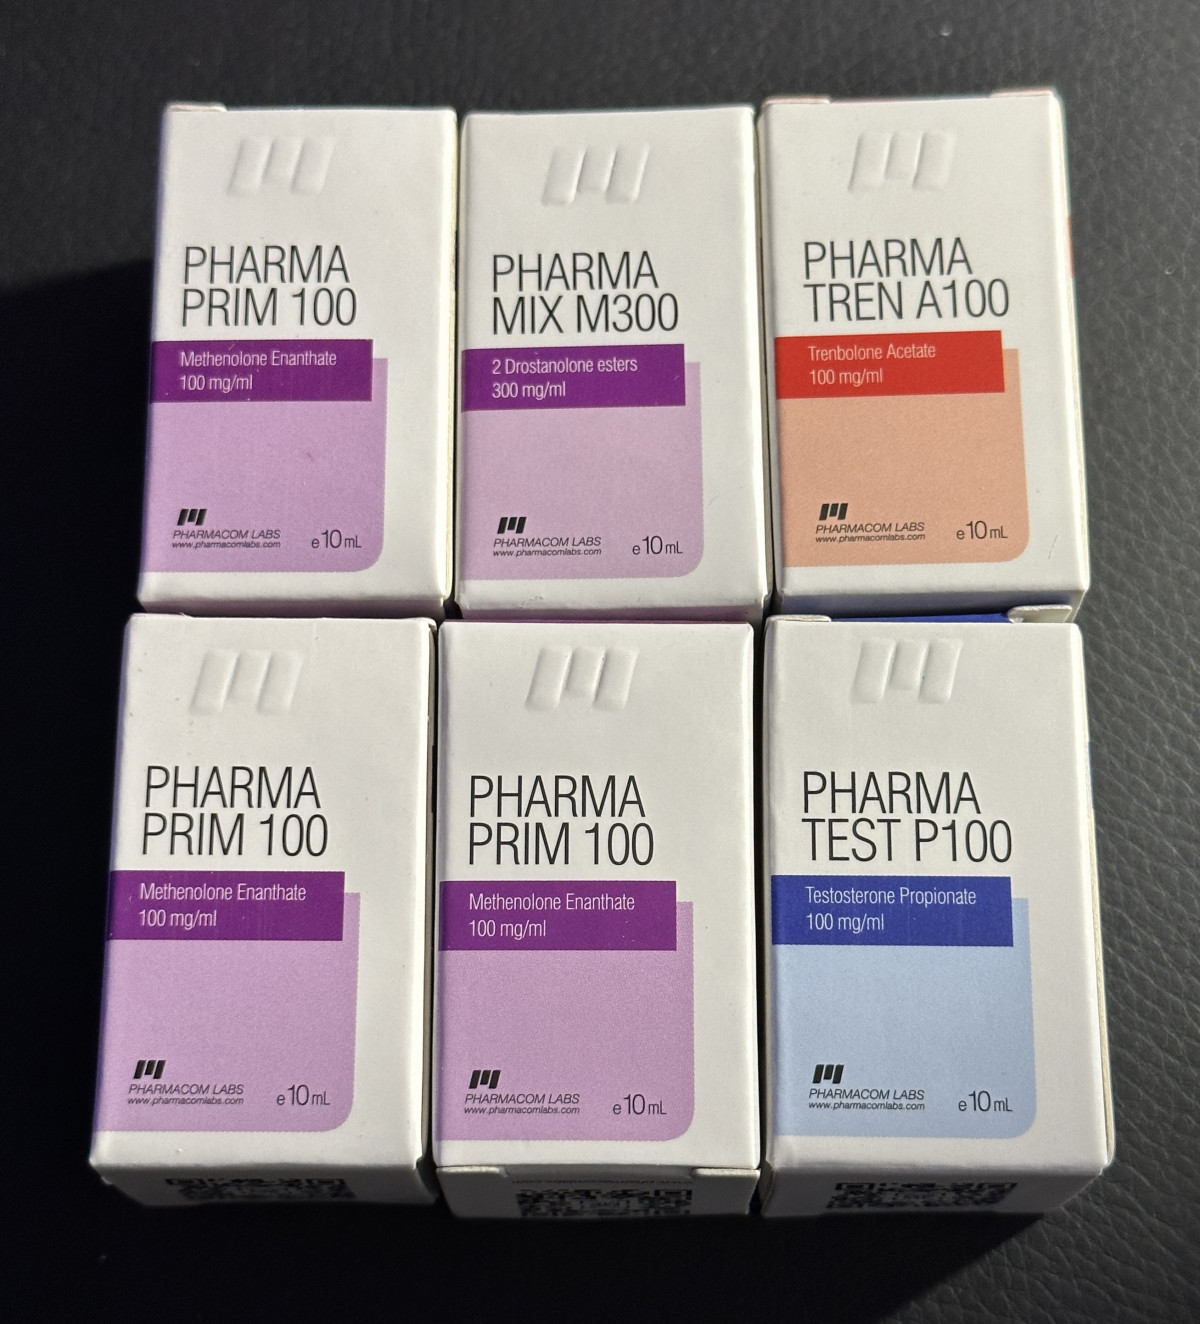 PHARMA
PRIM 100
Methenolone Enanthate
100 mg/ml
PHARMACOM LABS
www.pharmacomlabs.com
e10mL
PHARMA
MIX M300
2 Drostanolone esters
300 mg/ml
PHARMACOM LABS
www.pharmacomlabs.com
e10mL
PHARMA
TREN A100
Trenbolone Acetate
100 mg/ml
PHARMACOM LABS
www.pharmacomlabs.com
e10mL
PHARMA
PRIM 100
Methenolone Enanthate
100 mg/ml
PHARMACOM LABS
www.pharmacomlabs.com
e10mL
PHARMA
PRIM 100
Methenolone Enanthate
100 mg/ml
PHARMACOM LABS
www.pharmacomlabs.com
e10mL
PHARMA
TEST P100
Testosterone Propionate
100 mg/ml
PHARMACOM LABS
www.pharmacomlabs.com
e10mL